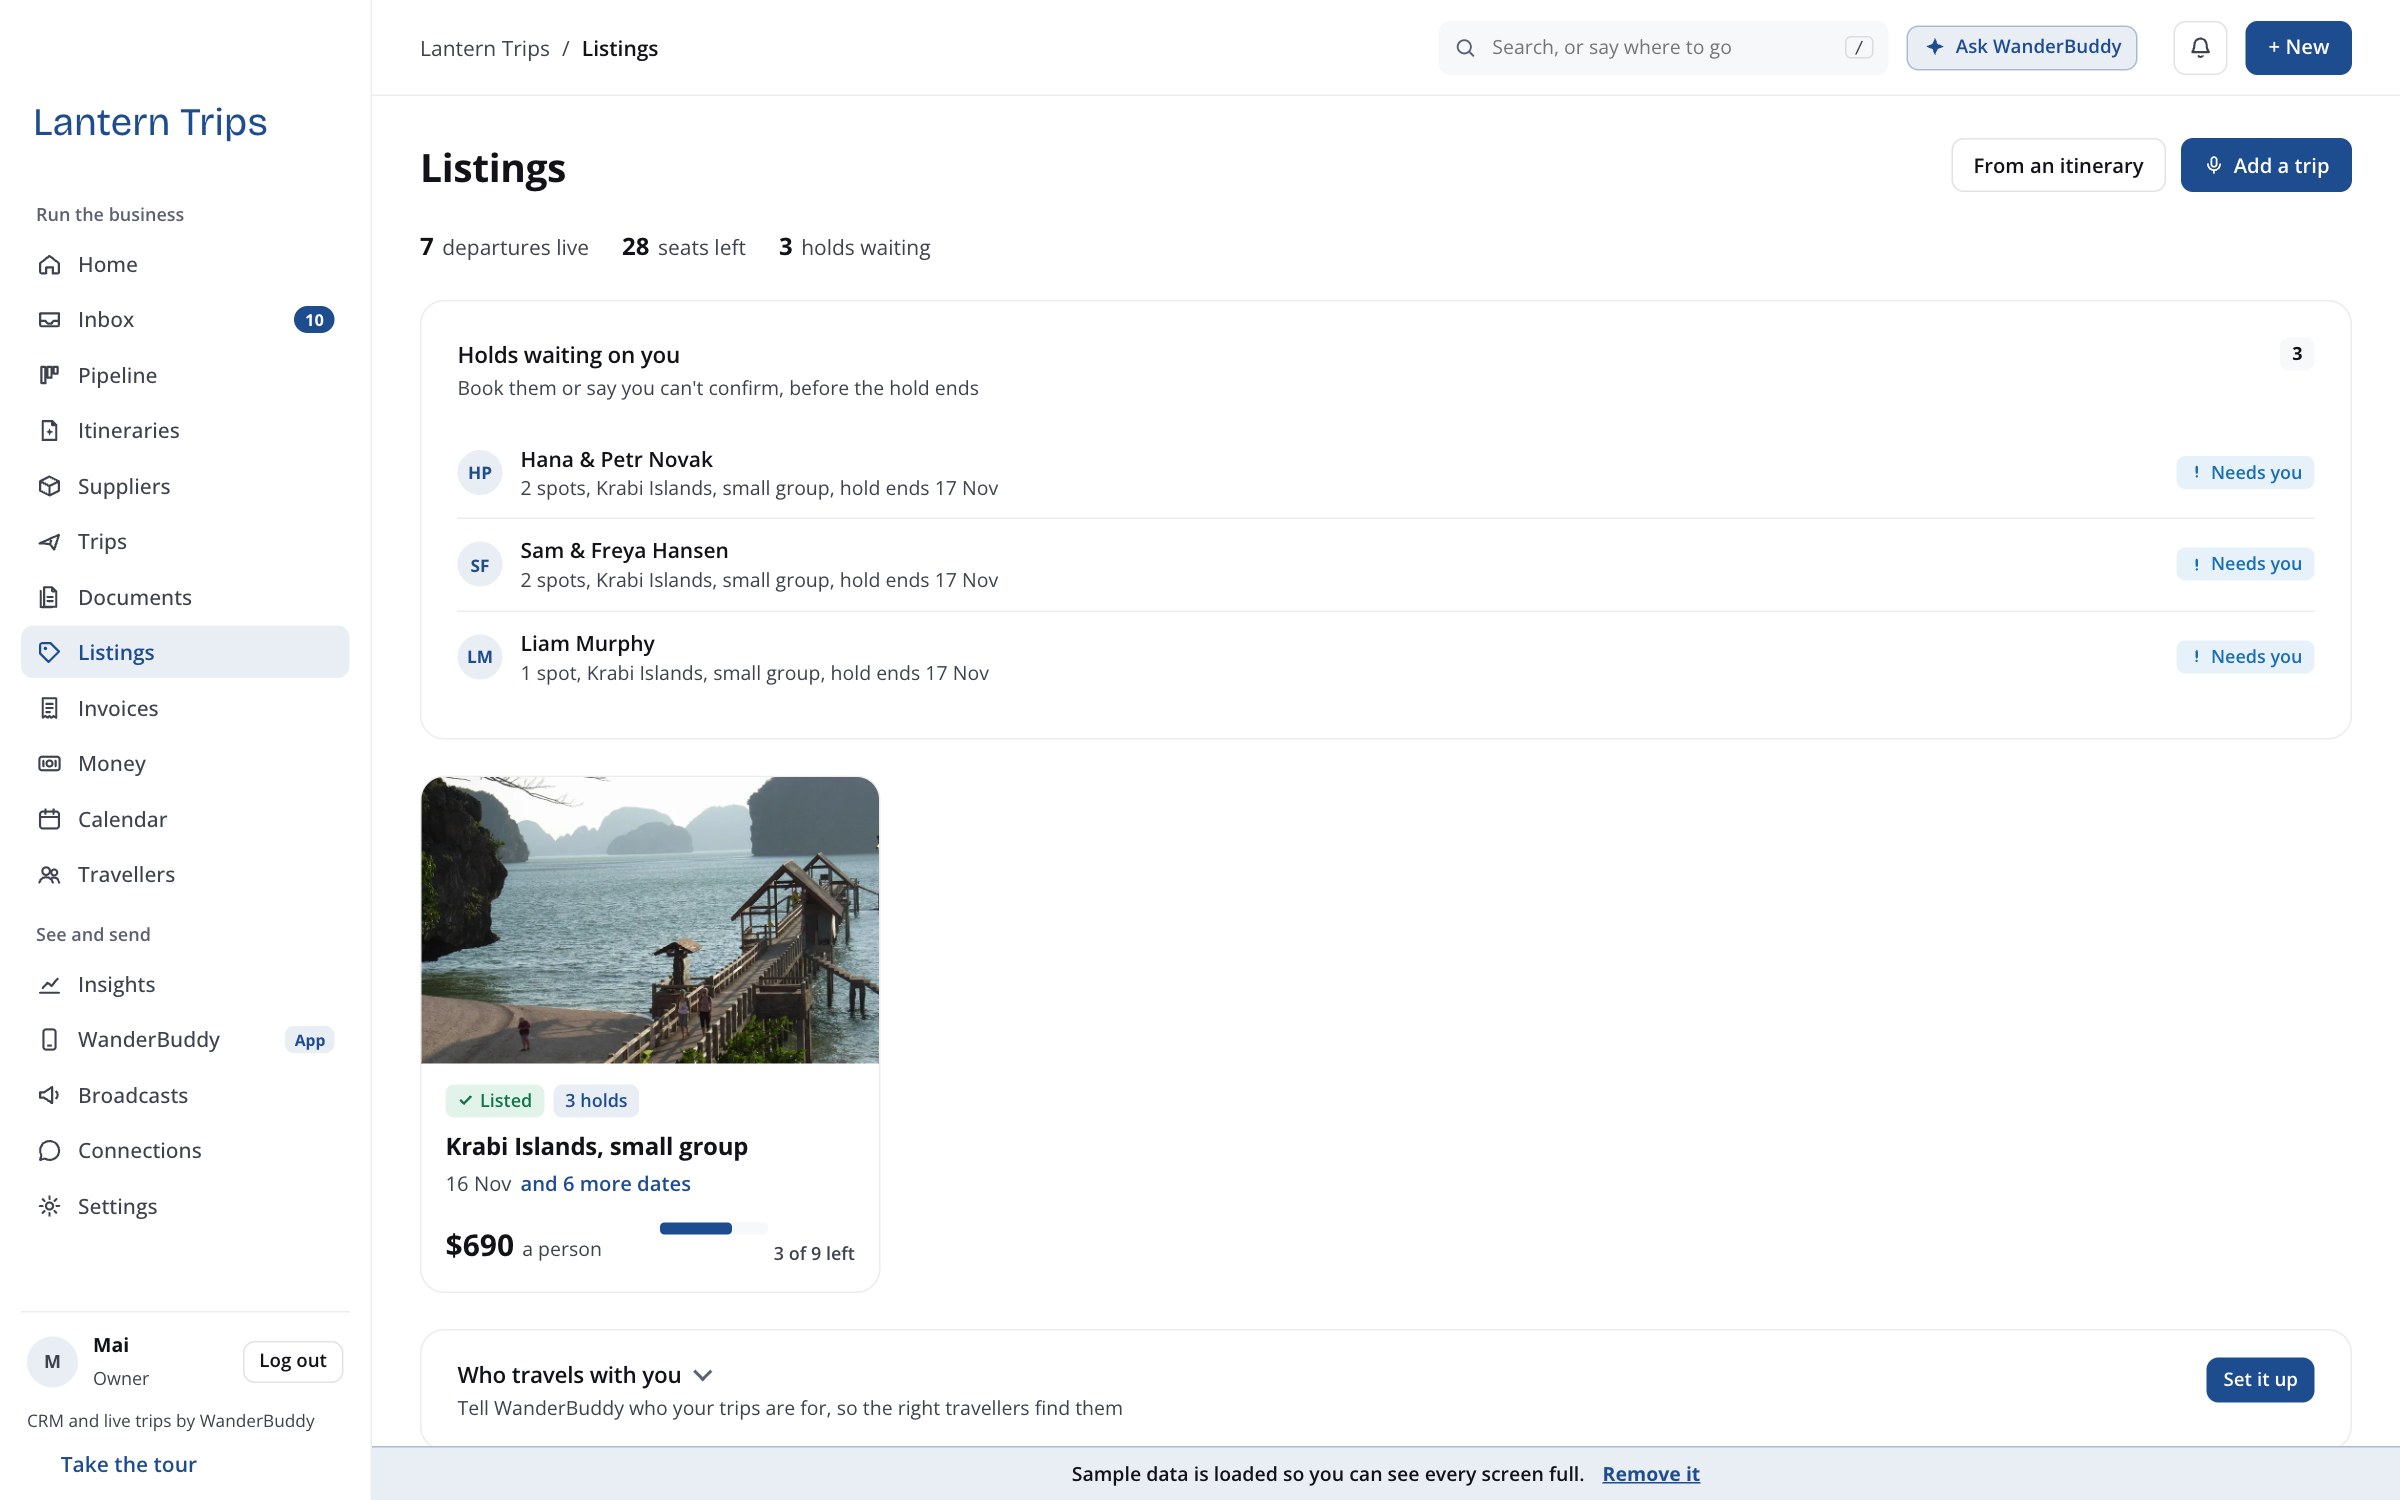 Lantern Trips
Run the business
Home
Inbox 10
Pipeline
Itineraries
Suppliers
Trips
Documents
Listings
Invoices
Money
Calendar
Travellers
See and send
Insights
WanderBuddy App
Broadcasts
Connections
Settings
M Mai
Owner
Log out
CRM and live trips by WanderBuddy
Take the tour
Lantern Trips / Listings
Search, or say where to go /
Ask WanderBuddy
+ New
Listings
From an itinerary
Add a trip
7 departures live 28 seats left 3 holds waiting
Holds waiting on you 3
Book them or say you can't confirm, before the hold ends
HP Hana & Petr Novak
2 spots, Krabi Islands, small group, hold ends 17 Nov
! Needs you
SF Sam & Freya Hansen
2 spots, Krabi Islands, small group, hold ends 17 Nov
! Needs you
LM Liam Murphy
1 spot, Krabi Islands, small group, hold ends 17 Nov
! Needs you
Listed 3 holds
Krabi Islands, small group
16 Nov and 6 more dates
$690 a person 3 of 9 left
Who travels with you
Tell WanderBuddy who your trips are for, so the right travellers find them
Set it up
Sample data is loaded so you can see every screen full. Remove it